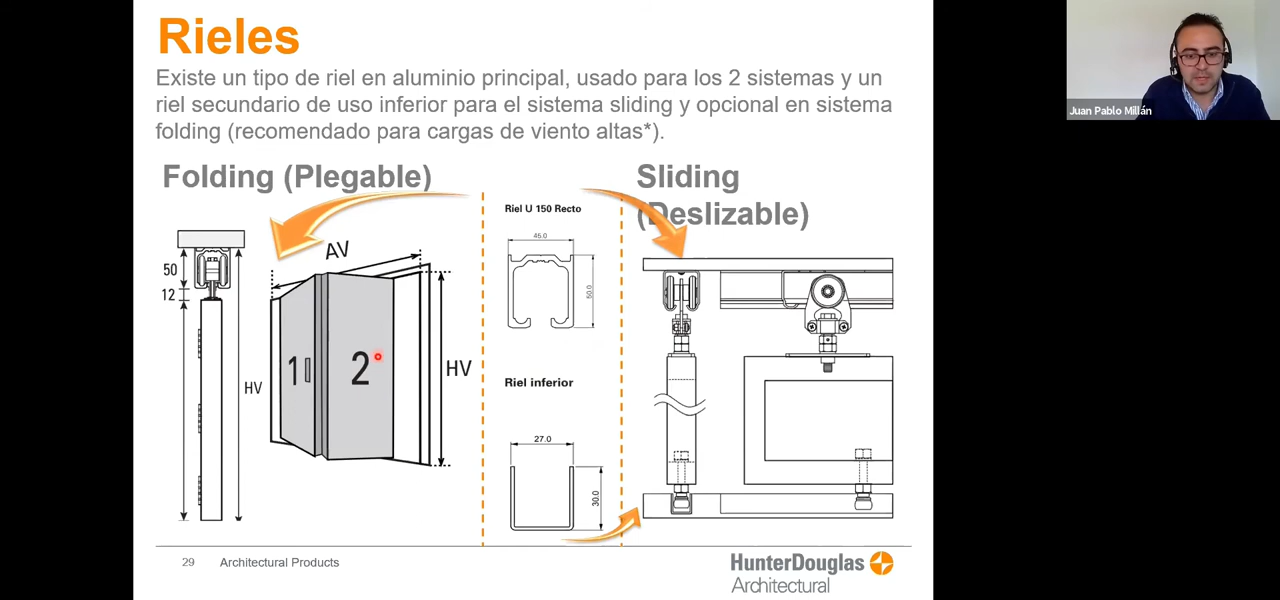 Rieles
Existe un tipo de riel en aluminio principal, usado para los 2 sistemas y un
riel secundario de uso inferior para el sistema sliding y opcional en sistema
folding (recomendado para cargas de viento altas*).
Folding (Plegable)
Sliding
(Deslizable)
Riel U 150 Recto
45.0
50.0
50
12
HV
AV
1
2
HV
Riel inferior
27.0
30.0
29
Architectural Products
HunterDouglas
Architectural
Juan Pablo Millán